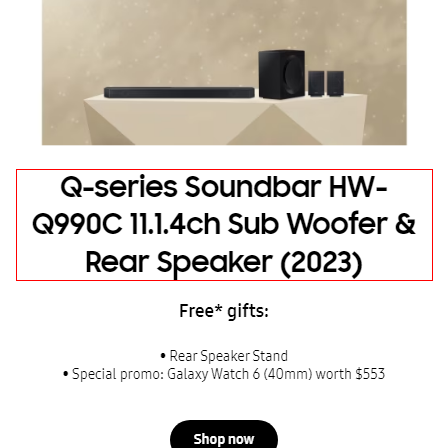 Q-series Soundbar HW-
Q990C 11.1.4ch Sub Woofer &
Rear Speaker (2023)
Free* gifts:
• Rear Speaker Stand
• Special promo: Galaxy Watch 6 (40mm) worth $553
Shop now